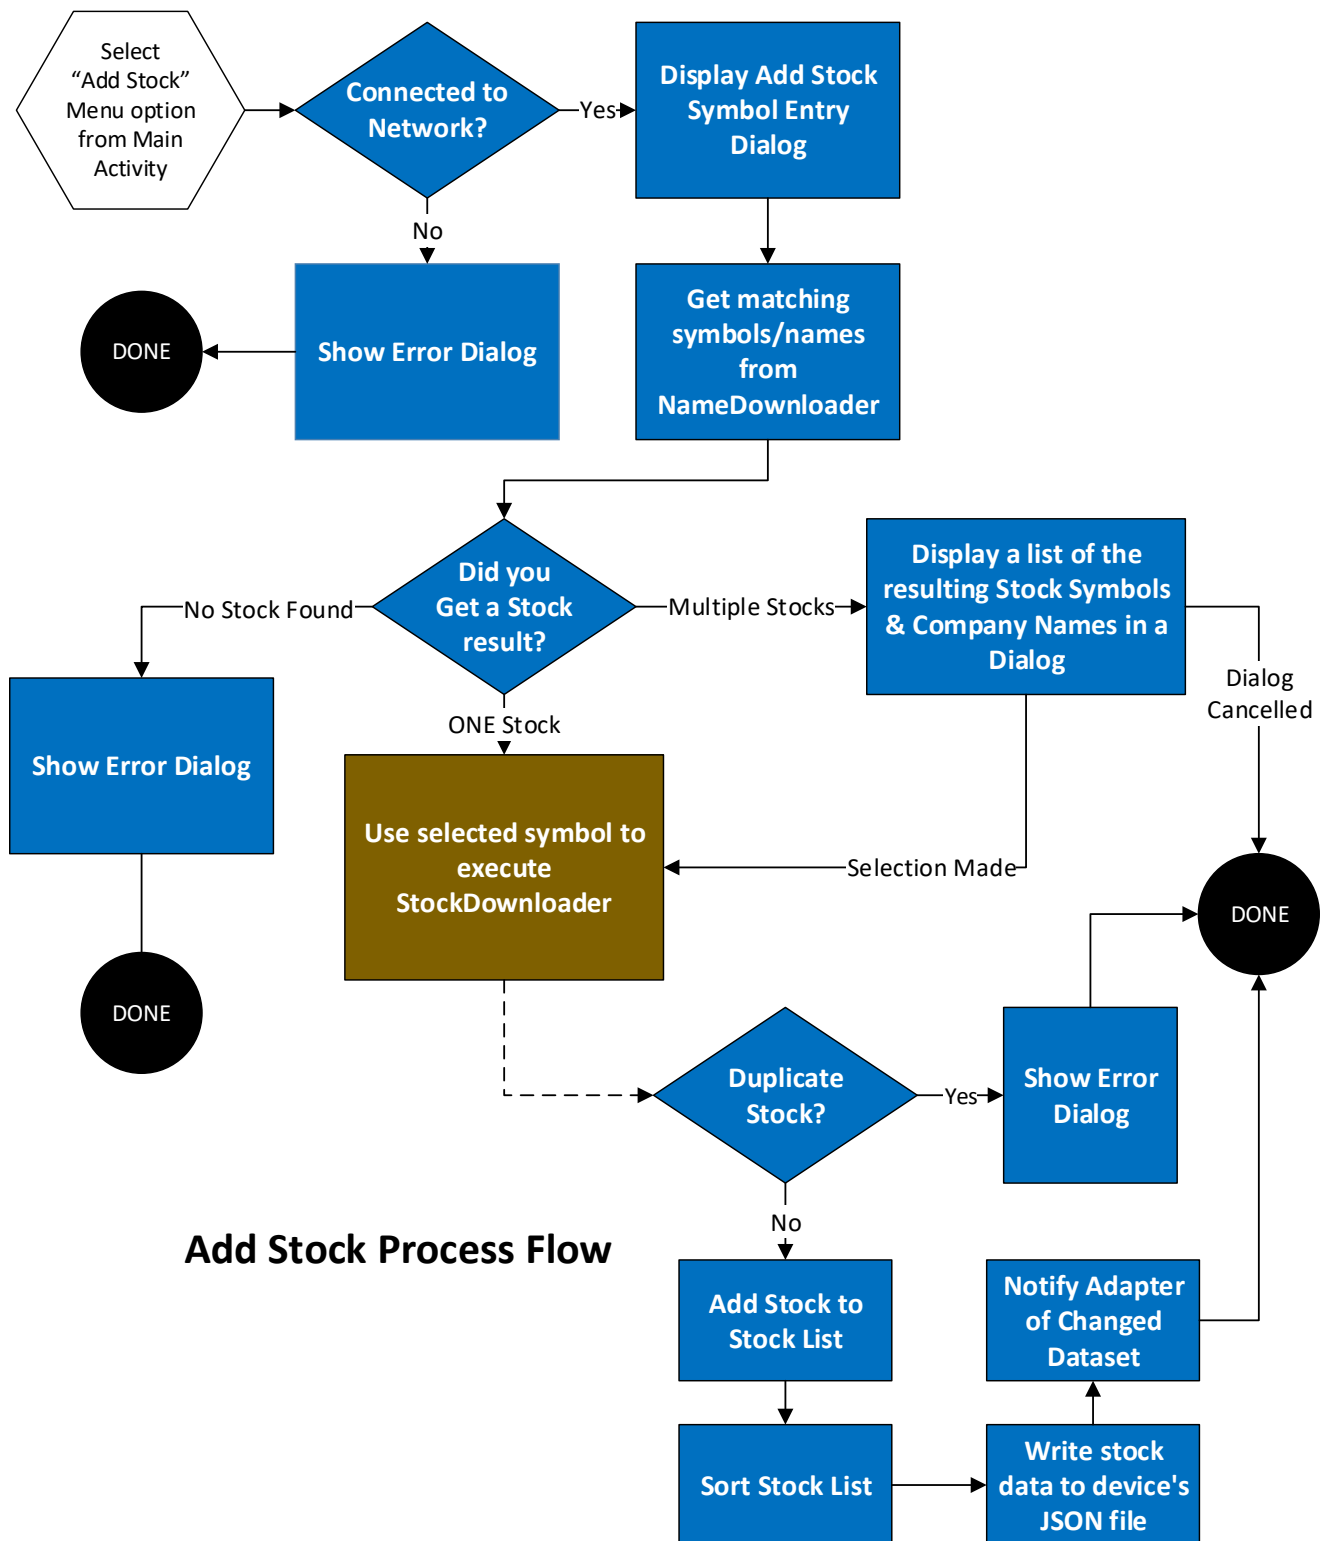 Select
“Add Stock”
Menu option
from Main
Activity
Connected to
Network?
Yes
Display Add Stock
Symbol Entry
Dialog
No
DONE
Show Error Dialog
Get matching
symbols/names
from
NameDownloader
Did you
Get a Stock
result?
No Stock Found
Multiple Stocks
Display a list of the
resulting Stock Symbols
& Company Names in a
Dialog
Dialog
Cancelled
ONE Stock
Show Error Dialog
Use selected symbol to
execute
StockDownloader
Selection Made
DONE
DONE
Duplicate
Stock?
Yes
Show Error
Dialog
No
Add Stock Process Flow
Add Stock to
Stock List
Notify Adapter
of Changed
Dataset
Sort Stock List
Write stock
data to device's
JSON file